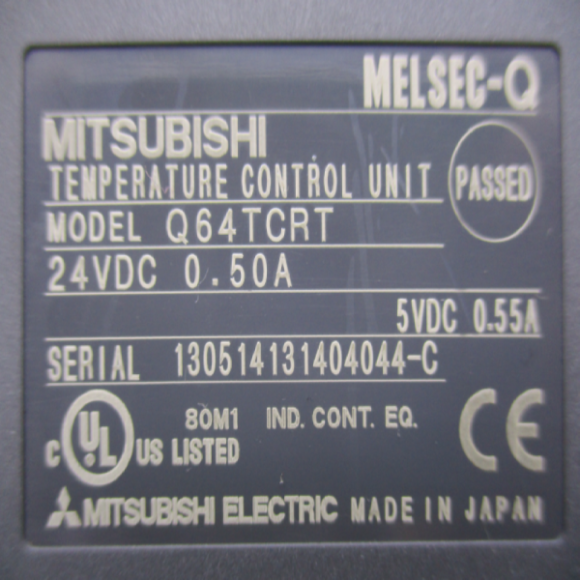 MELSEC-Q
MITSUBISHI
TEMPERATURE CONTROL UNIT
PASSED
MODEL Q64TCRT
24VDC 0.50A
5VDC 0.55A
SERIAL 130514131404044-C
80M1 IND. CONT. EQ.
C UL US LISTED
CE
MITSUBISHI ELECTRIC MADE IN JAPAN